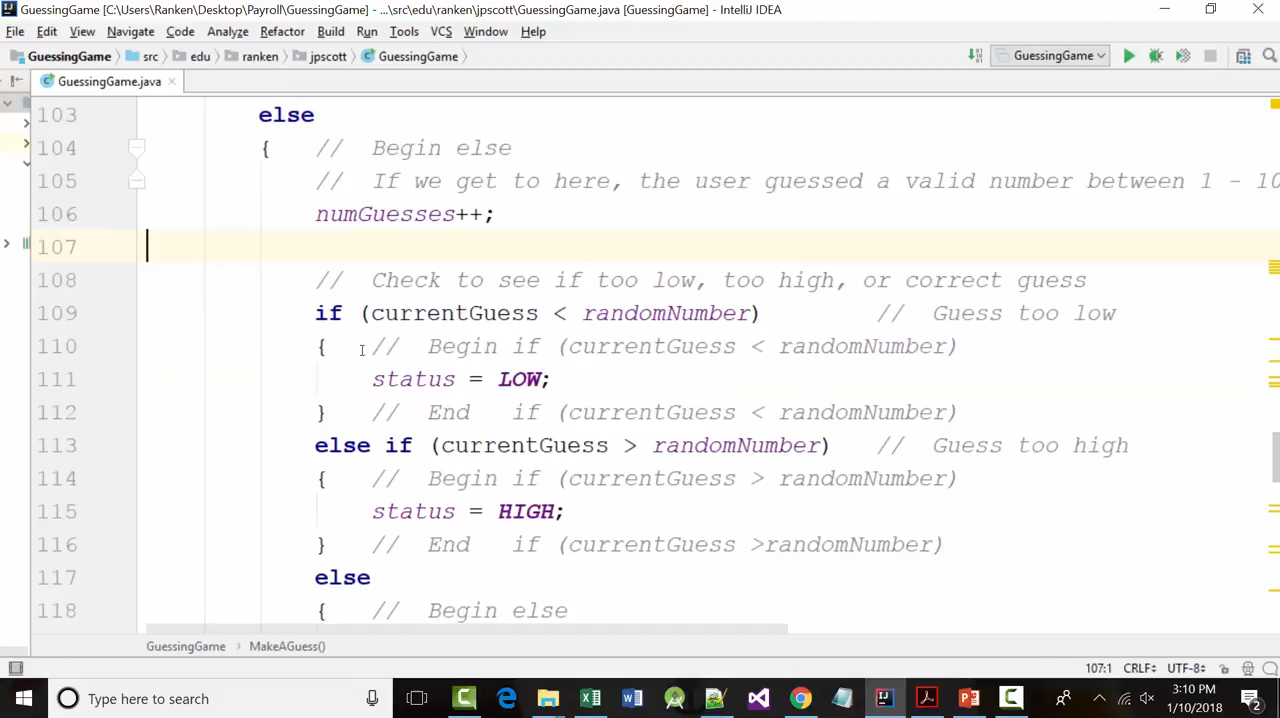 GuessingGame [C:\Users\Ranken\Desktop\Payroll\GuessingGame] - ...\src\edu\ranken\jpscott\GuessingGame.java [GuessingGame] - IntelliJ IDEA
File Edit View Navigate Code Analyze Refactor Build Run Tools VCS Window Help
GuessingGame src edu ranken jpscott GuessingGame GuessingGame
GuessingGame.java
103 else
104 { // Begin else
105 // If we get to here, the user guessed a valid number between 1 - 10
106 numGuesses++;
107
108 // Check to see if too low, too high, or correct guess
109 if (currentGuess < randomNumber) // Guess too low
110 { // Begin if (currentGuess < randomNumber)
111 status = LOW;
112 } // End if (currentGuess < randomNumber)
113 else if (currentGuess > randomNumber) // Guess too high
114 { // Begin if (currentGuess > randomNumber)
115 status = HIGH;
116 } // End if (currentGuess >randomNumber)
117 else
118 { // Begin else
GuessingGame MakeAGuess()
107:1 CRLF UTF-8
Type here to search
3:10 PM
1/10/2018